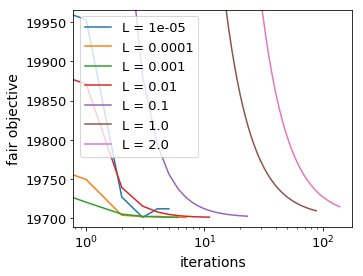 19950
19900
19850
19800
19750
19700
fair objective
L = 1e-05
L = 0.0001
L = 0.001
L = 0.01
L = 0.1
L = 1.0
L = 2.0
10⁰
10¹
10²
iterations